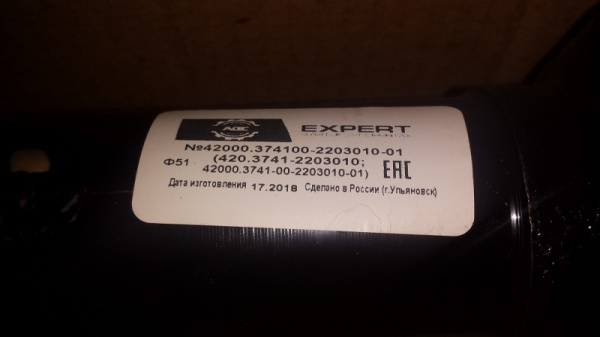 ADS EXPERT
№42000.374100-2203010-01
Ф51 (420.3741-2203010;
42000.3741-00-2203010-01) EAC
Дата изготовления 17.2018 Сделано в России (г.Ульяновск)